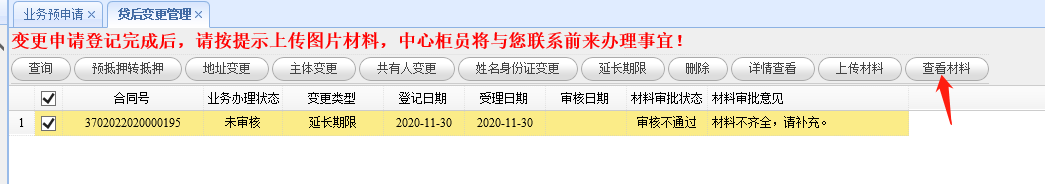 业务预申请 × 贷后变更管理 ×
变更申请登记完成后，请按提示上传图片材料，中心柜员将与您联系前来办理事宜！
查询 预抵押转抵押 地址变更 主体变更 共有人变更 姓名身份证变更 延长期限 删除 详情查看 上传材料 查看材料
合同号 业务办理状态 变更类型 登记日期 受理日期 审核日期 材料审批状态 材料审批意见
1 3702022020000195 未审核 延长期限 2020-11-30 2020-11-30 审核不通过 材料不齐全，请补充。